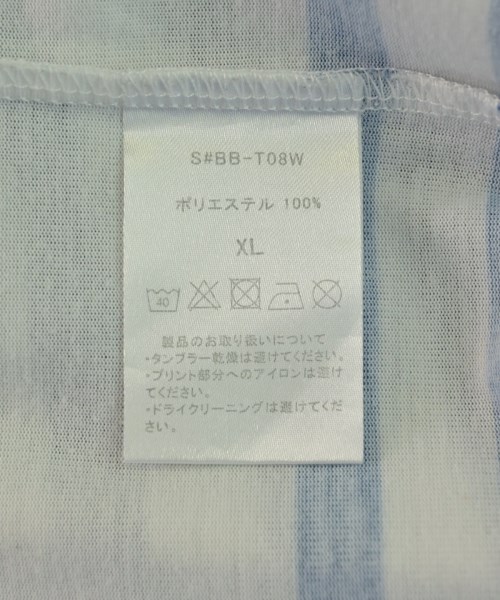 S#BB-T08W
ポリエステル 100%
XL
40
製品のお取り扱いについて
・タンブラー乾燥は避けてください。
・プリント部分へのアイロンは避け
てください。
・ドライクリーニングは避けてくだ
さい。